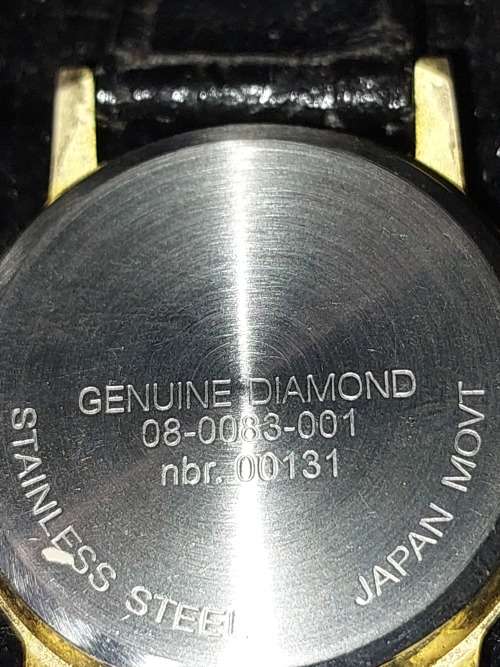 GENUINE DIAMOND
08-0083-001
nbr. 00131
STAINLESS STEEL
JAPAN MOVT